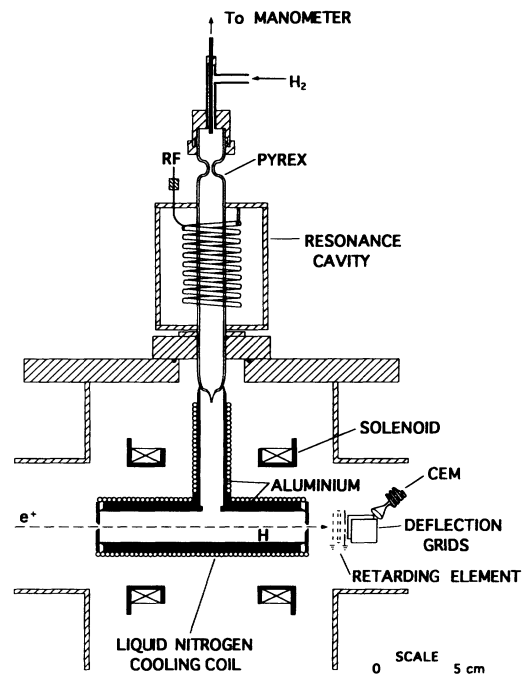 To MANOMETER
H₂
RF
PYREX
RESONANCE
CAVITY
SOLENOID
CEM
ALUMINIUM
e⁺
H
DEFLECTION
GRIDS
RETARDING ELEMENT
LIQUID NITROGEN
COOLING COIL
SCALE
0 5 cm